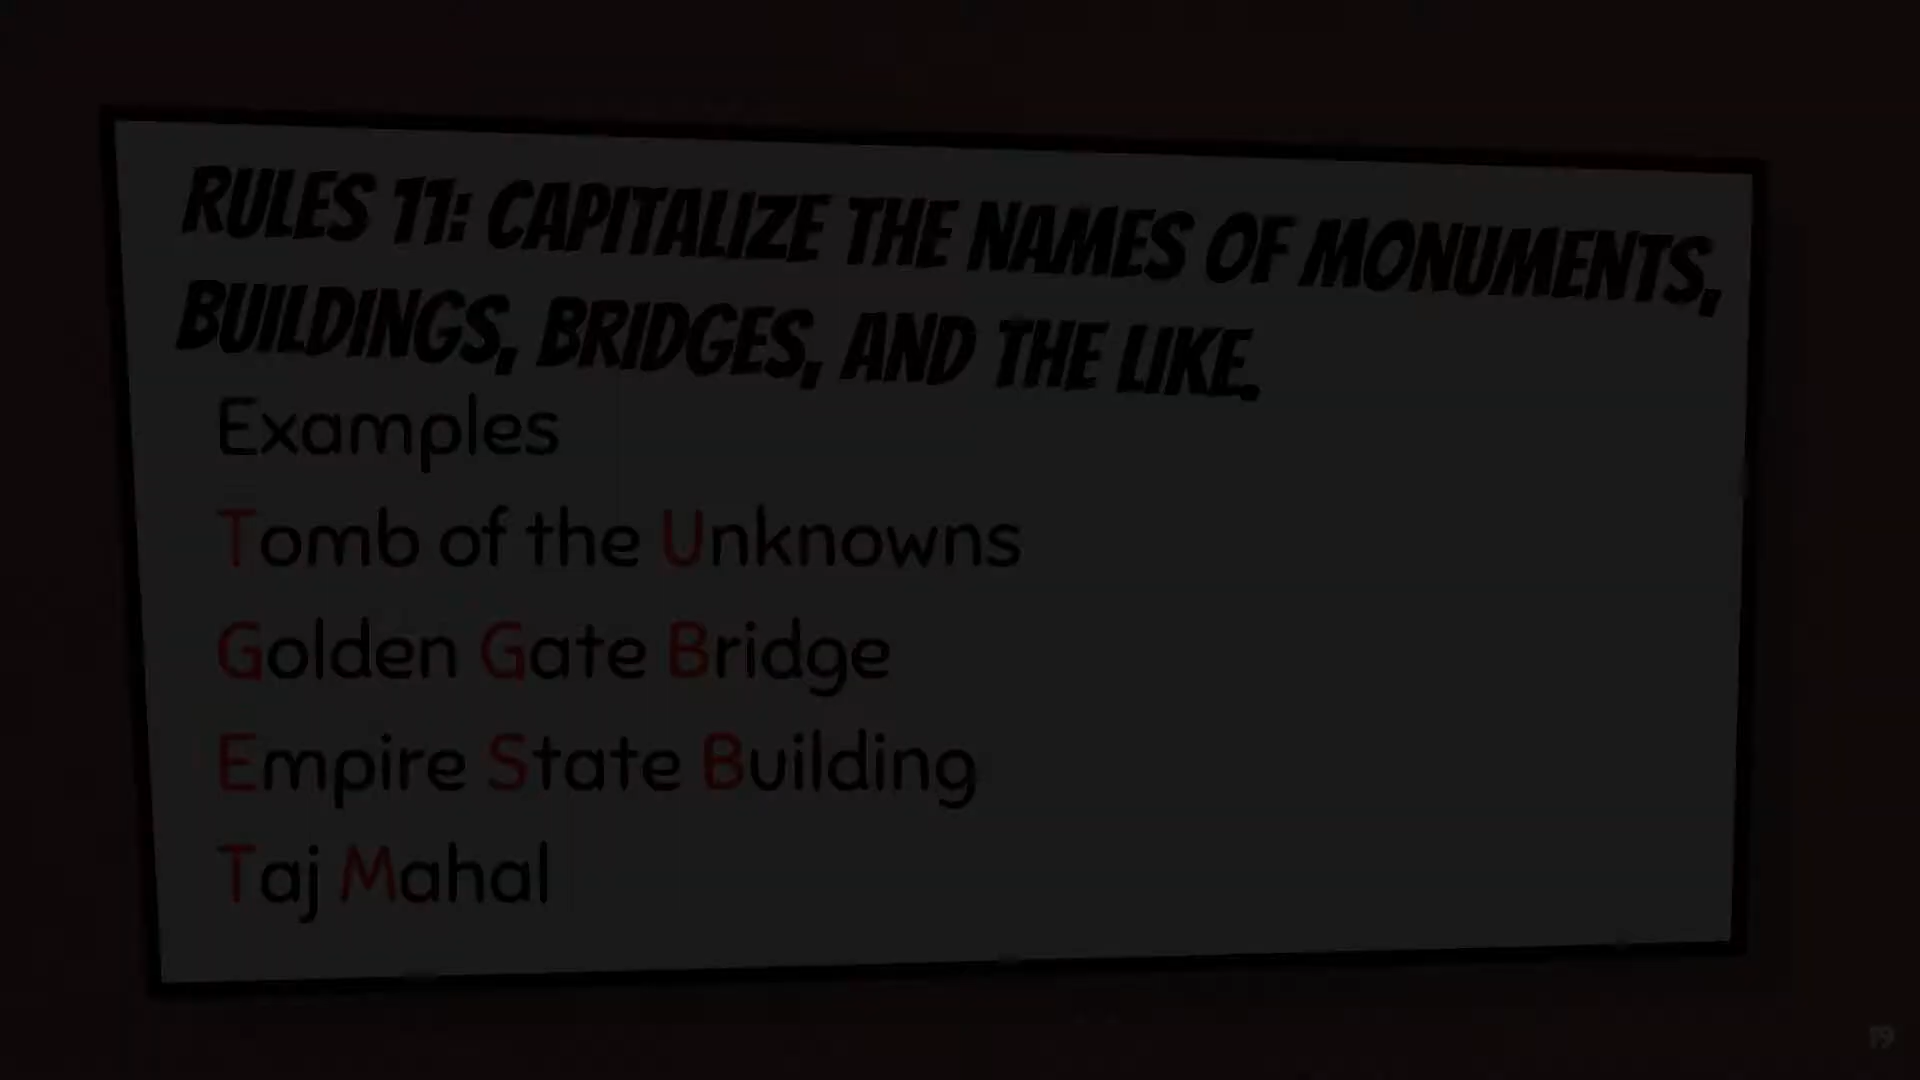 RULES 11: CAPITALIZE THE NAMES OF MONUMENTS,
BUILDINGS, BRIDGES, AND THE LIKE.
Examples
Tomb of the Unknowns
Golden Gate Bridge
Empire State Building
Taj Mahal
19